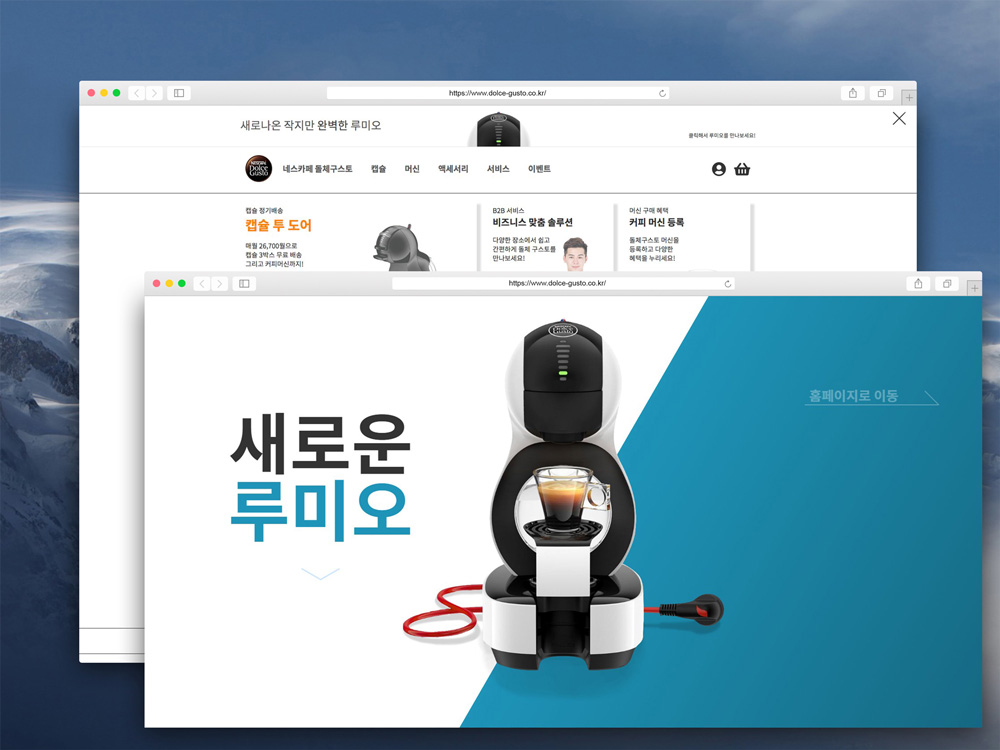 https://www.dolce-gusto.co.kr/
새로나온 작지만 완벽한 루미오
클릭해서 루미오를 만나보세요!
NESCAFÉ
Dolce
Gusto
네스카페 돌체구스토 캡슐 머신 액세서리 서비스 이벤트
캡슐 정기배송
캡슐 투 도어
매월 26,700원으로
캡슐 3박스 무료 배송
그리고 커피머신까지!
B2B 서비스
비즈니스 맞춤 솔루션
다양한 장소에서 쉽고
간편하게 돌체 구스토를
만나보세요!
머신 구매 혜택
커피 머신 등록
돌체구스토 머신을
등록하고 다양한
혜택을 누리세요!
https://www.dolce-gusto.co.kr/
Dolce
Gusto
홈페이지로 이동
새로운
루미오